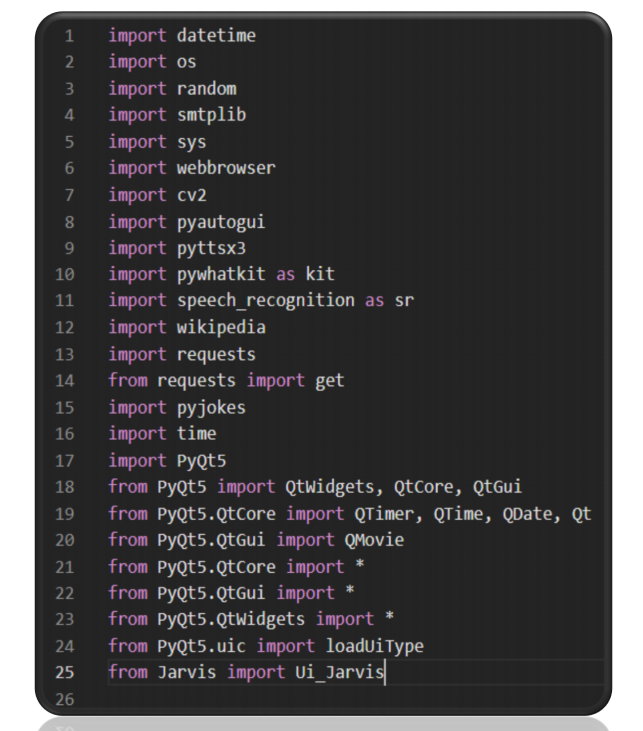 1 import datetime
2 import os
3 import random
4 import smtplib
5 import sys
6 import webbrowser
7 import cv2
8 import pyautogui
9 import pyttsx3
10 import pywhatkit as kit
11 import speech_recognition as sr
12 import wikipedia
13 import requests
14 from requests import get
15 import pyjokes
16 import time
17 import PyQt5
18 from PyQt5 import QtWidgets, QtCore, QtGui
19 from PyQt5.QtCore import QTimer, QTime, QDate, Qt
20 from PyQt5.QtGui import QMovie
21 from PyQt5.QtCore import *
22 from PyQt5.QtGui import *
23 from PyQt5.QtWidgets import *
24 from PyQt5.uic import loadUiType
25 from Jarvis import Ui_Jarvis
26